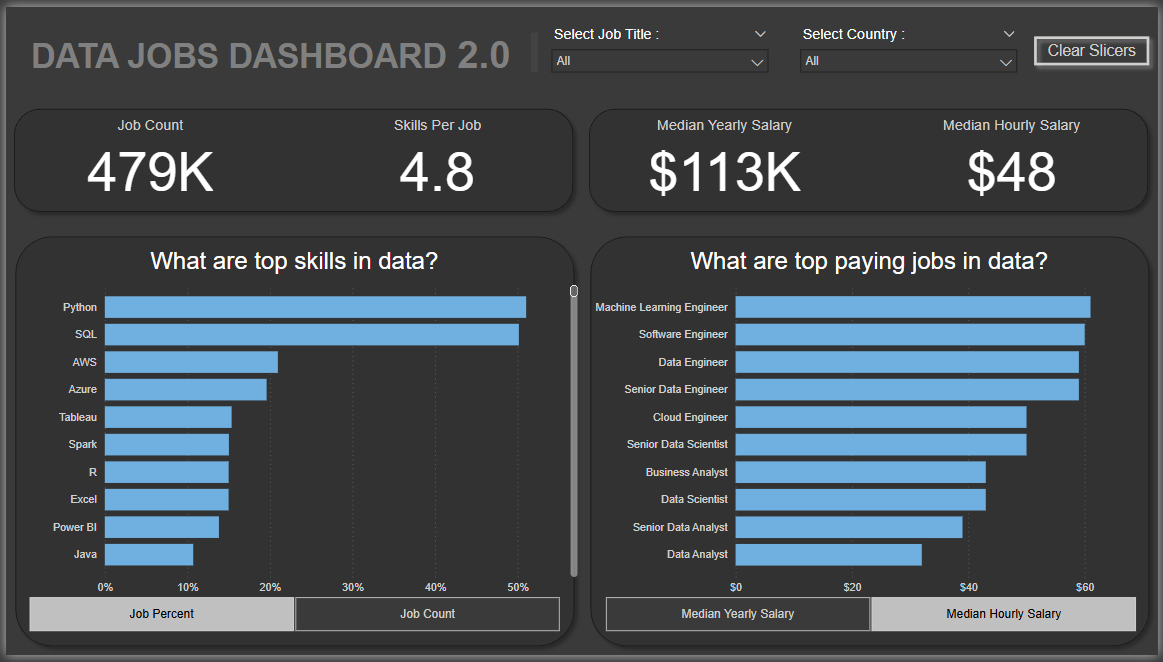 DATA JOBS DASHBOARD 2.0
Select Job Title :
All
Select Country :
All
Clear Slicers
Job Count
479K
Skills Per Job
4.8
Median Yearly Salary
$113K
Median Hourly Salary
$48
What are top skills in data?
Python
SQL
AWS
Azure
Tableau
Spark
R
Excel
Power BI
Java
0% 10% 20% 30% 40% 50%
Job Percent
Job Count
What are top paying jobs in data?
Machine Learning Engineer
Software Engineer
Data Engineer
Senior Data Engineer
Cloud Engineer
Senior Data Scientist
Business Analyst
Data Scientist
Senior Data Analyst
Data Analyst
$0 $20 $40 $60
Median Yearly Salary
Median Hourly Salary